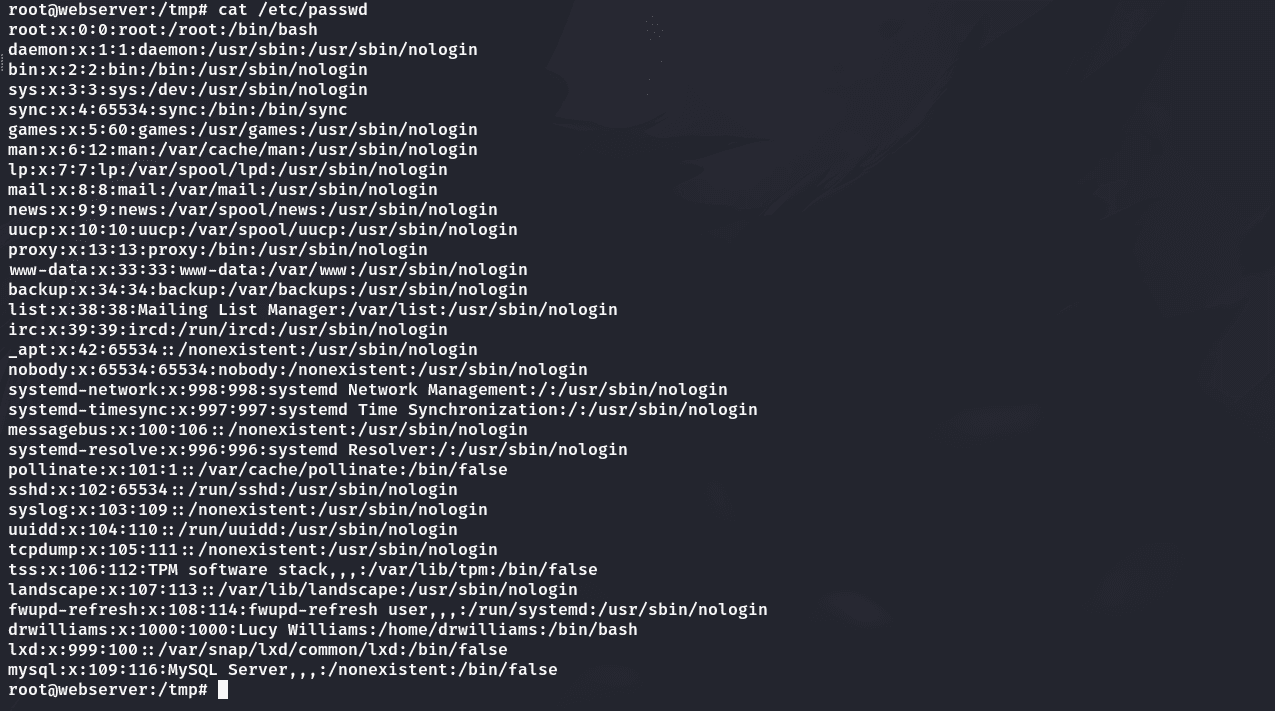 root@webserver:/tmp# cat /etc/passwd
root:x:0:0:root:/root:/bin/bash
daemon:x:1:1:daemon:/usr/sbin:/usr/sbin/nologin
bin:x:2:2:bin:/bin:/usr/sbin/nologin
sys:x:3:3:sys:/dev:/usr/sbin/nologin
sync:x:4:65534:sync:/bin:/bin/sync
games:x:5:60:games:/usr/games:/usr/sbin/nologin
man:x:6:12:man:/var/cache/man:/usr/sbin/nologin
lp:x:7:7:lp:/var/spool/lpd:/usr/sbin/nologin
mail:x:8:8:mail:/var/mail:/usr/sbin/nologin
news:x:9:9:news:/var/spool/news:/usr/sbin/nologin
uucp:x:10:10:uucp:/var/spool/uucp:/usr/sbin/nologin
proxy:x:13:13:proxy:/bin:/usr/sbin/nologin
www-data:x:33:33:www-data:/var/www:/usr/sbin/nologin
backup:x:34:34:backup:/var/backups:/usr/sbin/nologin
list:x:38:38:Mailing List Manager:/var/list:/usr/sbin/nologin
irc:x:39:39:ircd:/run/ircd:/usr/sbin/nologin
_apt:x:42:65534::/nonexistent:/usr/sbin/nologin
nobody:x:65534:65534:nobody:/nonexistent:/usr/sbin/nologin
systemd-network:x:998:998:systemd Network Management:/:/usr/sbin/nologin
systemd-timesync:x:997:997:systemd Time Synchronization:/:/usr/sbin/nologin
messagebus:x:100:106::/nonexistent:/usr/sbin/nologin
systemd-resolve:x:996:996:systemd Resolver:/:/usr/sbin/nologin
pollinate:x:101:1::/var/cache/pollinate:/bin/false
sshd:x:102:65534::/run/sshd:/usr/sbin/nologin
syslog:x:103:109::/nonexistent:/usr/sbin/nologin
uuidd:x:104:110::/run/uuidd:/usr/sbin/nologin
tcpdump:x:105:111::/nonexistent:/usr/sbin/nologin
tss:x:106:112:TPM software stack,,,:/var/lib/tpm:/bin/false
landscape:x:107:113::/var/lib/landscape:/usr/sbin/nologin
fwupd-refresh:x:108:114:fwupd-refresh user,,,:/run/systemd:/usr/sbin/nologin
drwilliams:x:1000:1000:Lucy Williams:/home/drwilliams:/bin/bash
lxd:x:999:100::/var/snap/lxd/common/lxd:/bin/false
mysql:x:109:116:MySQL Server,,,:/nonexistent:/bin/false
root@webserver:/tmp#